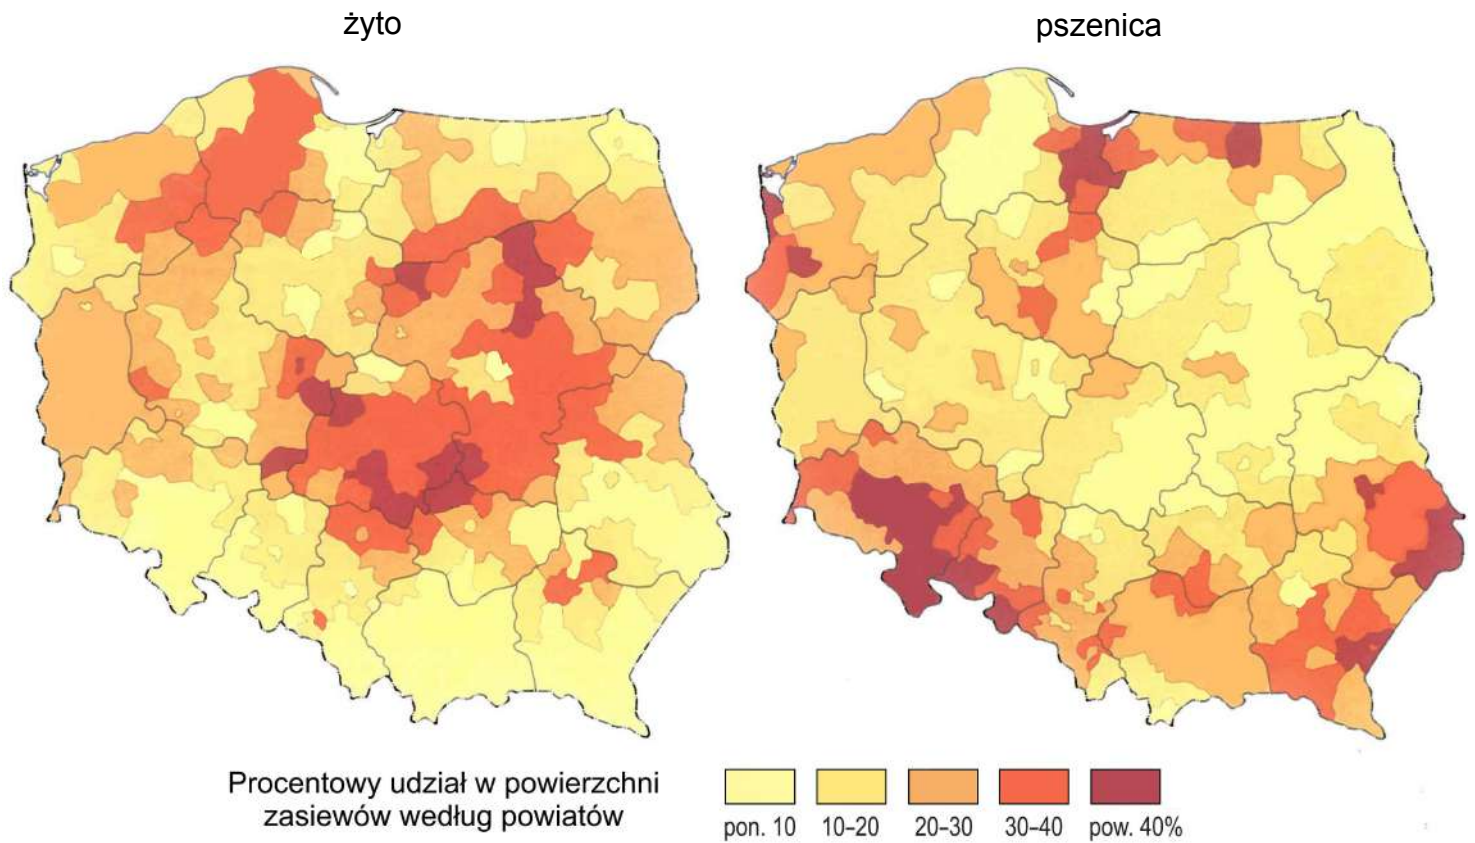 żyto
pszenica
Procentowy udział w powierzchni
zasiewów według powiatów
pon. 10
10–20
20–30
30–40
pow. 40%